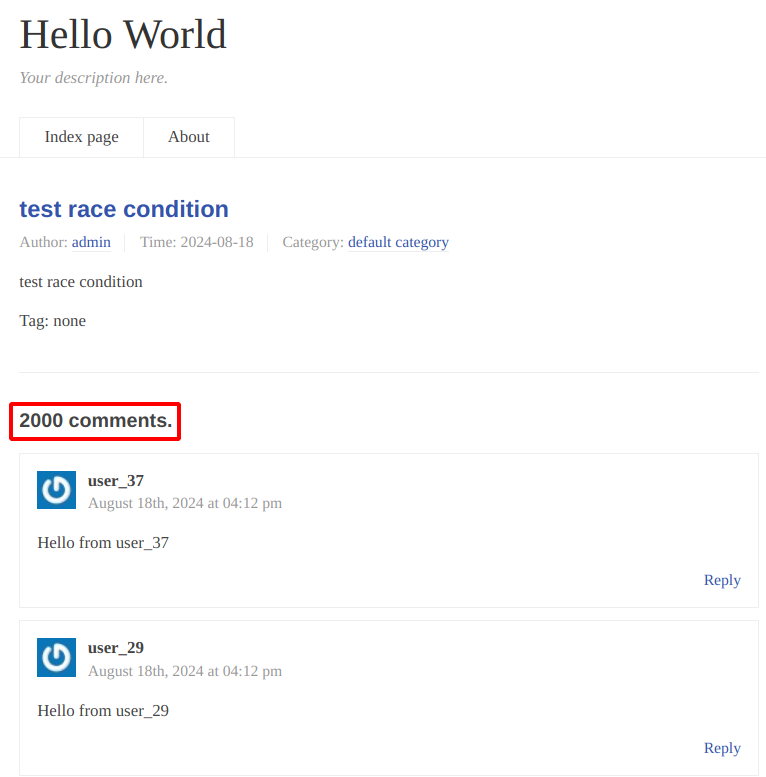 Hello World
Your description here.
Index page About
test race condition
Author: admin Time: 2024-08-18 Category: default category
test race condition
Tag: none
2000 comments.
user_37
August 18th, 2024 at 04:12 pm
Hello from user_37
Reply
user_29
August 18th, 2024 at 04:12 pm
Hello from user_29
Reply